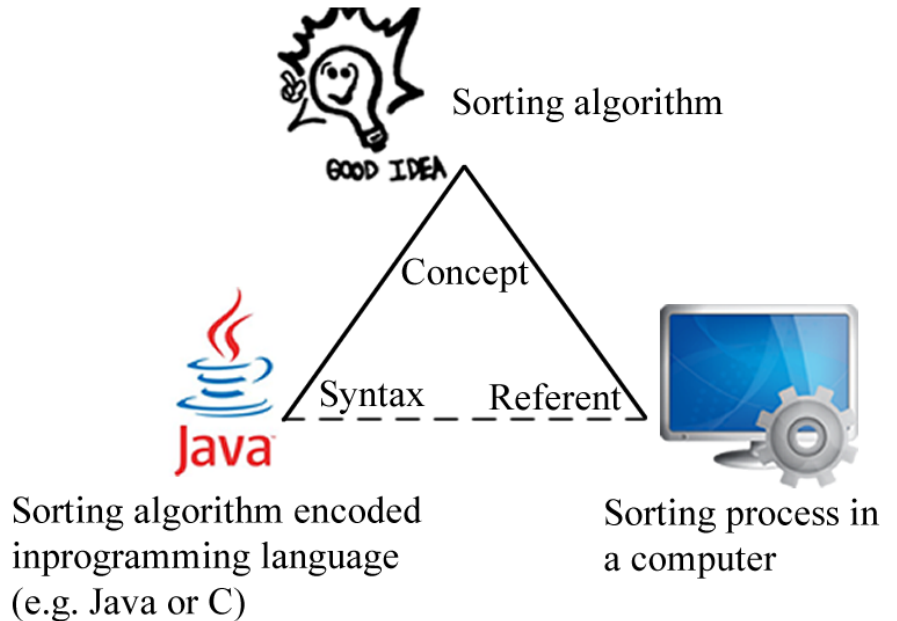 Sorting algorithm
GOOD IDEA
Concept
Syntax
Referent
Java
Sorting algorithm encoded
inprogramming language
(e.g. Java or C)
Sorting process in
a computer